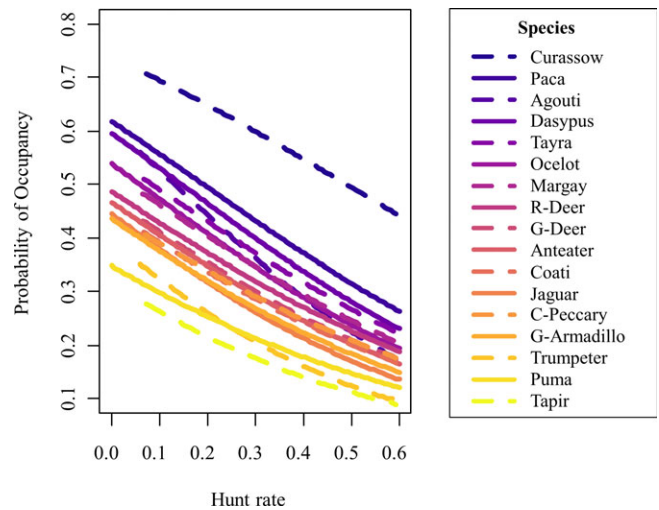 Probability of Occupancy
0.8
0.7
0.6
0.5
0.4
0.3
0.2
0.1
0.0 0.1 0.2 0.3 0.4 0.5 0.6
Hunt rate
Species
Curassow
Paca
Agouti
Dasypus
Tayra
Ocelot
Margay
R-Deer
G-Deer
Anteater
Coati
Jaguar
C-Peccary
G-Armadillo
Trumpeter
Puma
Tapir